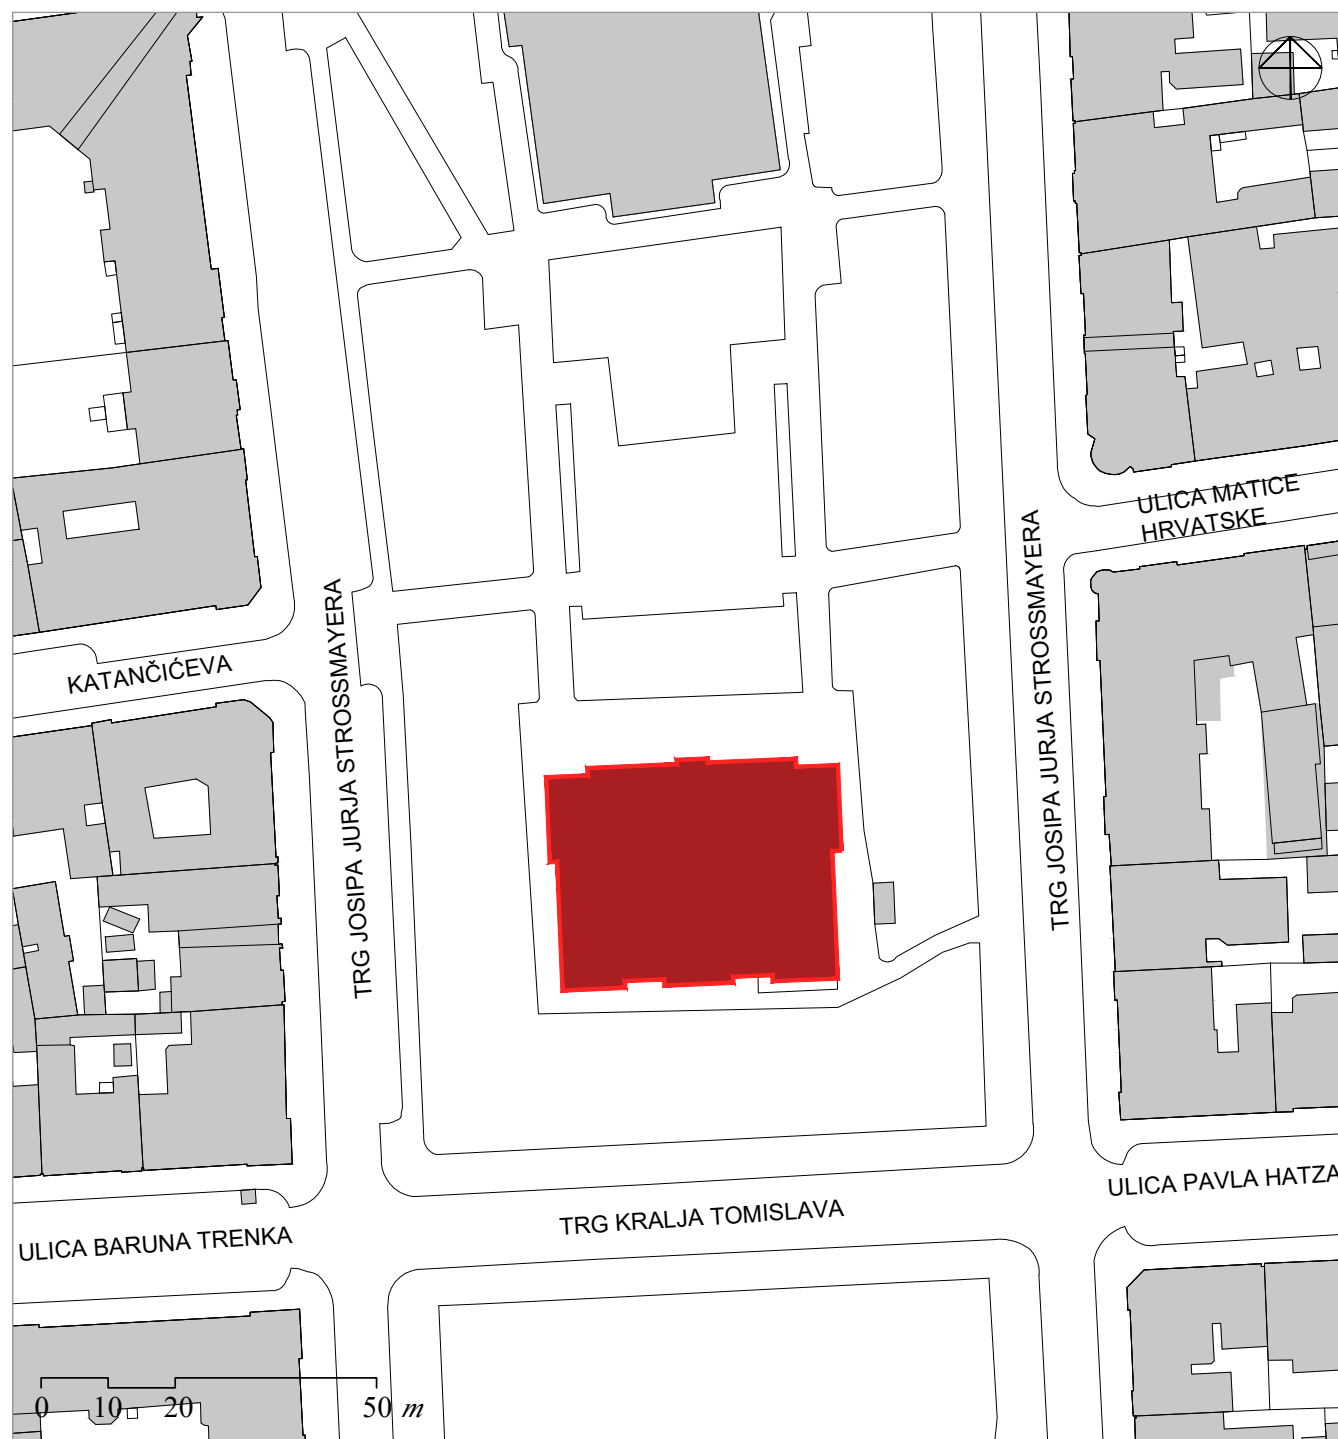 ULICA MATICE
HRVATSKE
TRG JOSIPA JURJA STROSSMAYERA
TRG JOSIPA JURJA STROSSMAYERA
KATANČIĆEVA
ULICA PAVLA HATZA
TRG KRALJA TOMISLAVA
ULICA BARUNA TRENKA
0 10 20 50 m